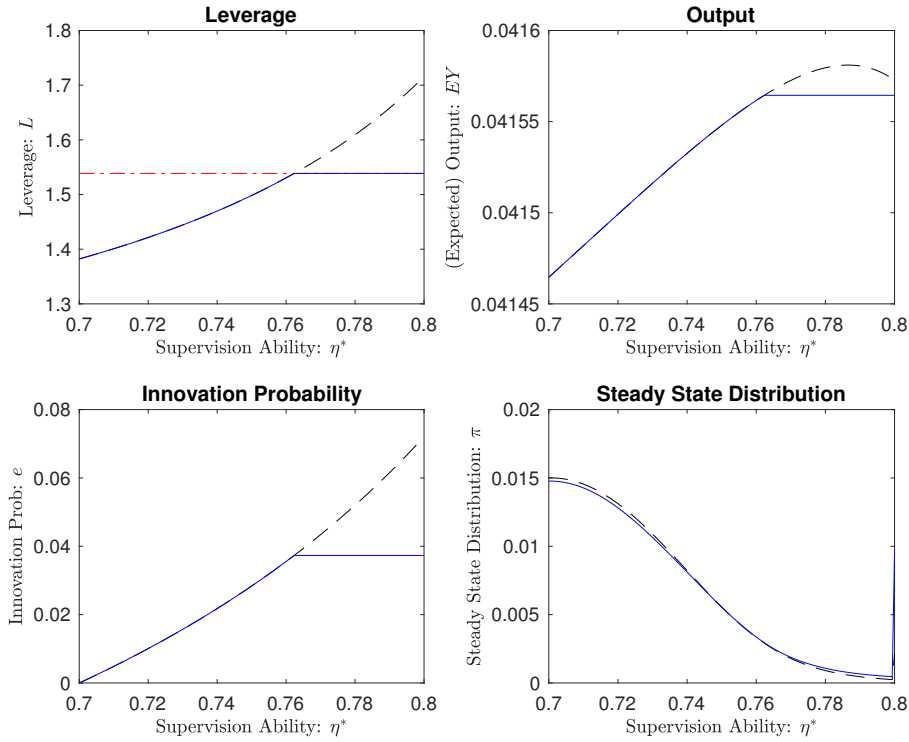 Leverage
1.8
1.7
1.6
1.5
1.4
1.3
Leverage: L
0.7 0.72 0.74 0.76 0.78 0.8
Supervision Ability: η*
Output
0.0416
0.04155
0.0415
0.04145
(Expected) Output: EY
0.7 0.72 0.74 0.76 0.78 0.8
Supervision Ability: η*
Innovation Probability
0.08
0.06
0.04
0.02
0
Innovation Prob: e
0.7 0.72 0.74 0.76 0.78 0.8
Supervision Ability: η*
Steady State Distribution
0.02
0.015
0.01
0.005
0
Steady State Distribution: π
0.7 0.72 0.74 0.76 0.78 0.8
Supervision Ability: η*